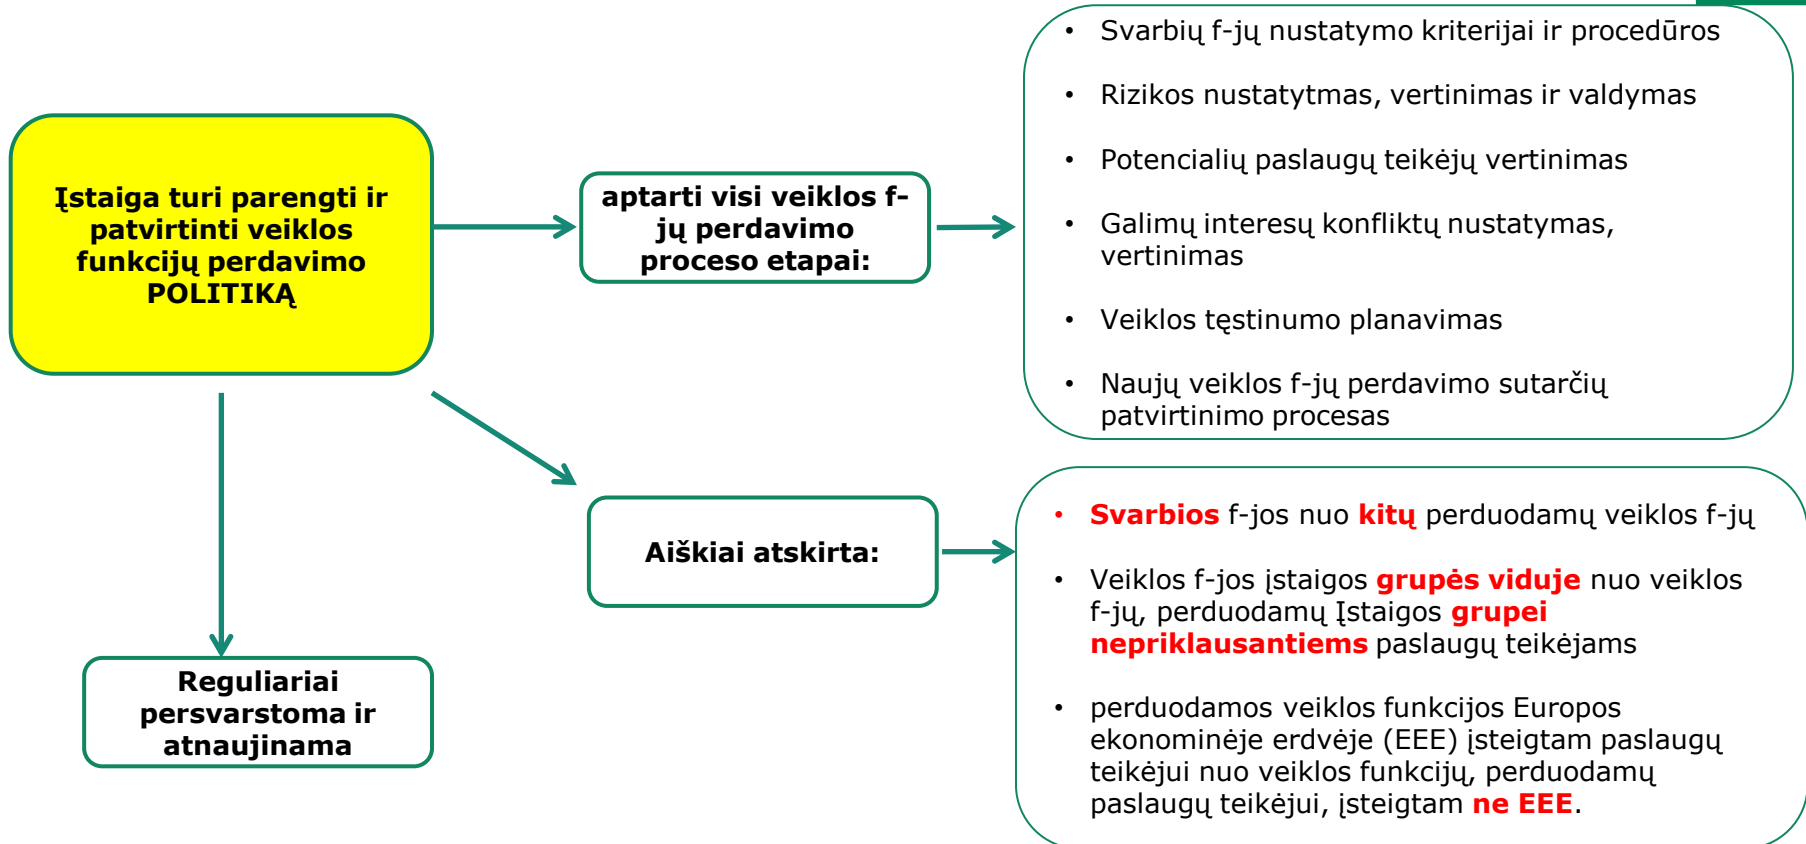 Įstaiga turi parengti ir
patvirtinti veiklos
funkcijų perdavimo
POLITIKĄ
aptarti visi veiklos f-
jų perdavimo
proceso etapai:
• Svarbių f-jų nustatymo kriterijai ir procedūros
• Rizikos nustatytmas, vertinimas ir valdymas
• Potencialių paslaugų teikėjų vertinimas
• Galimų interesų konfliktų nustatymas,
vertinimas
• Veiklos tęstinumo planavimas
• Naujų veiklos f-jų perdavimo sutarčių
patvirtinimo procesas
Aiškiai atskirta:
• Svarbios f-jos nuo kitų perduodamų veiklos f-jų
• Veiklos f-jos įstaigos grupės viduje nuo veiklos
f-jų, perduodamų Įstaigos grupei
nepriklausantiems paslaugų teikėjams
• perduodamos veiklos funkcijos Europos
ekonominėje erdvėje (EEE) įsteigtam paslaugų
teikėjui nuo veiklos funkcijų, perduodamų
paslaugų teikėjui, įsteigtam ne EEE.
Reguliariai
persvarstoma ir
atnaujinama